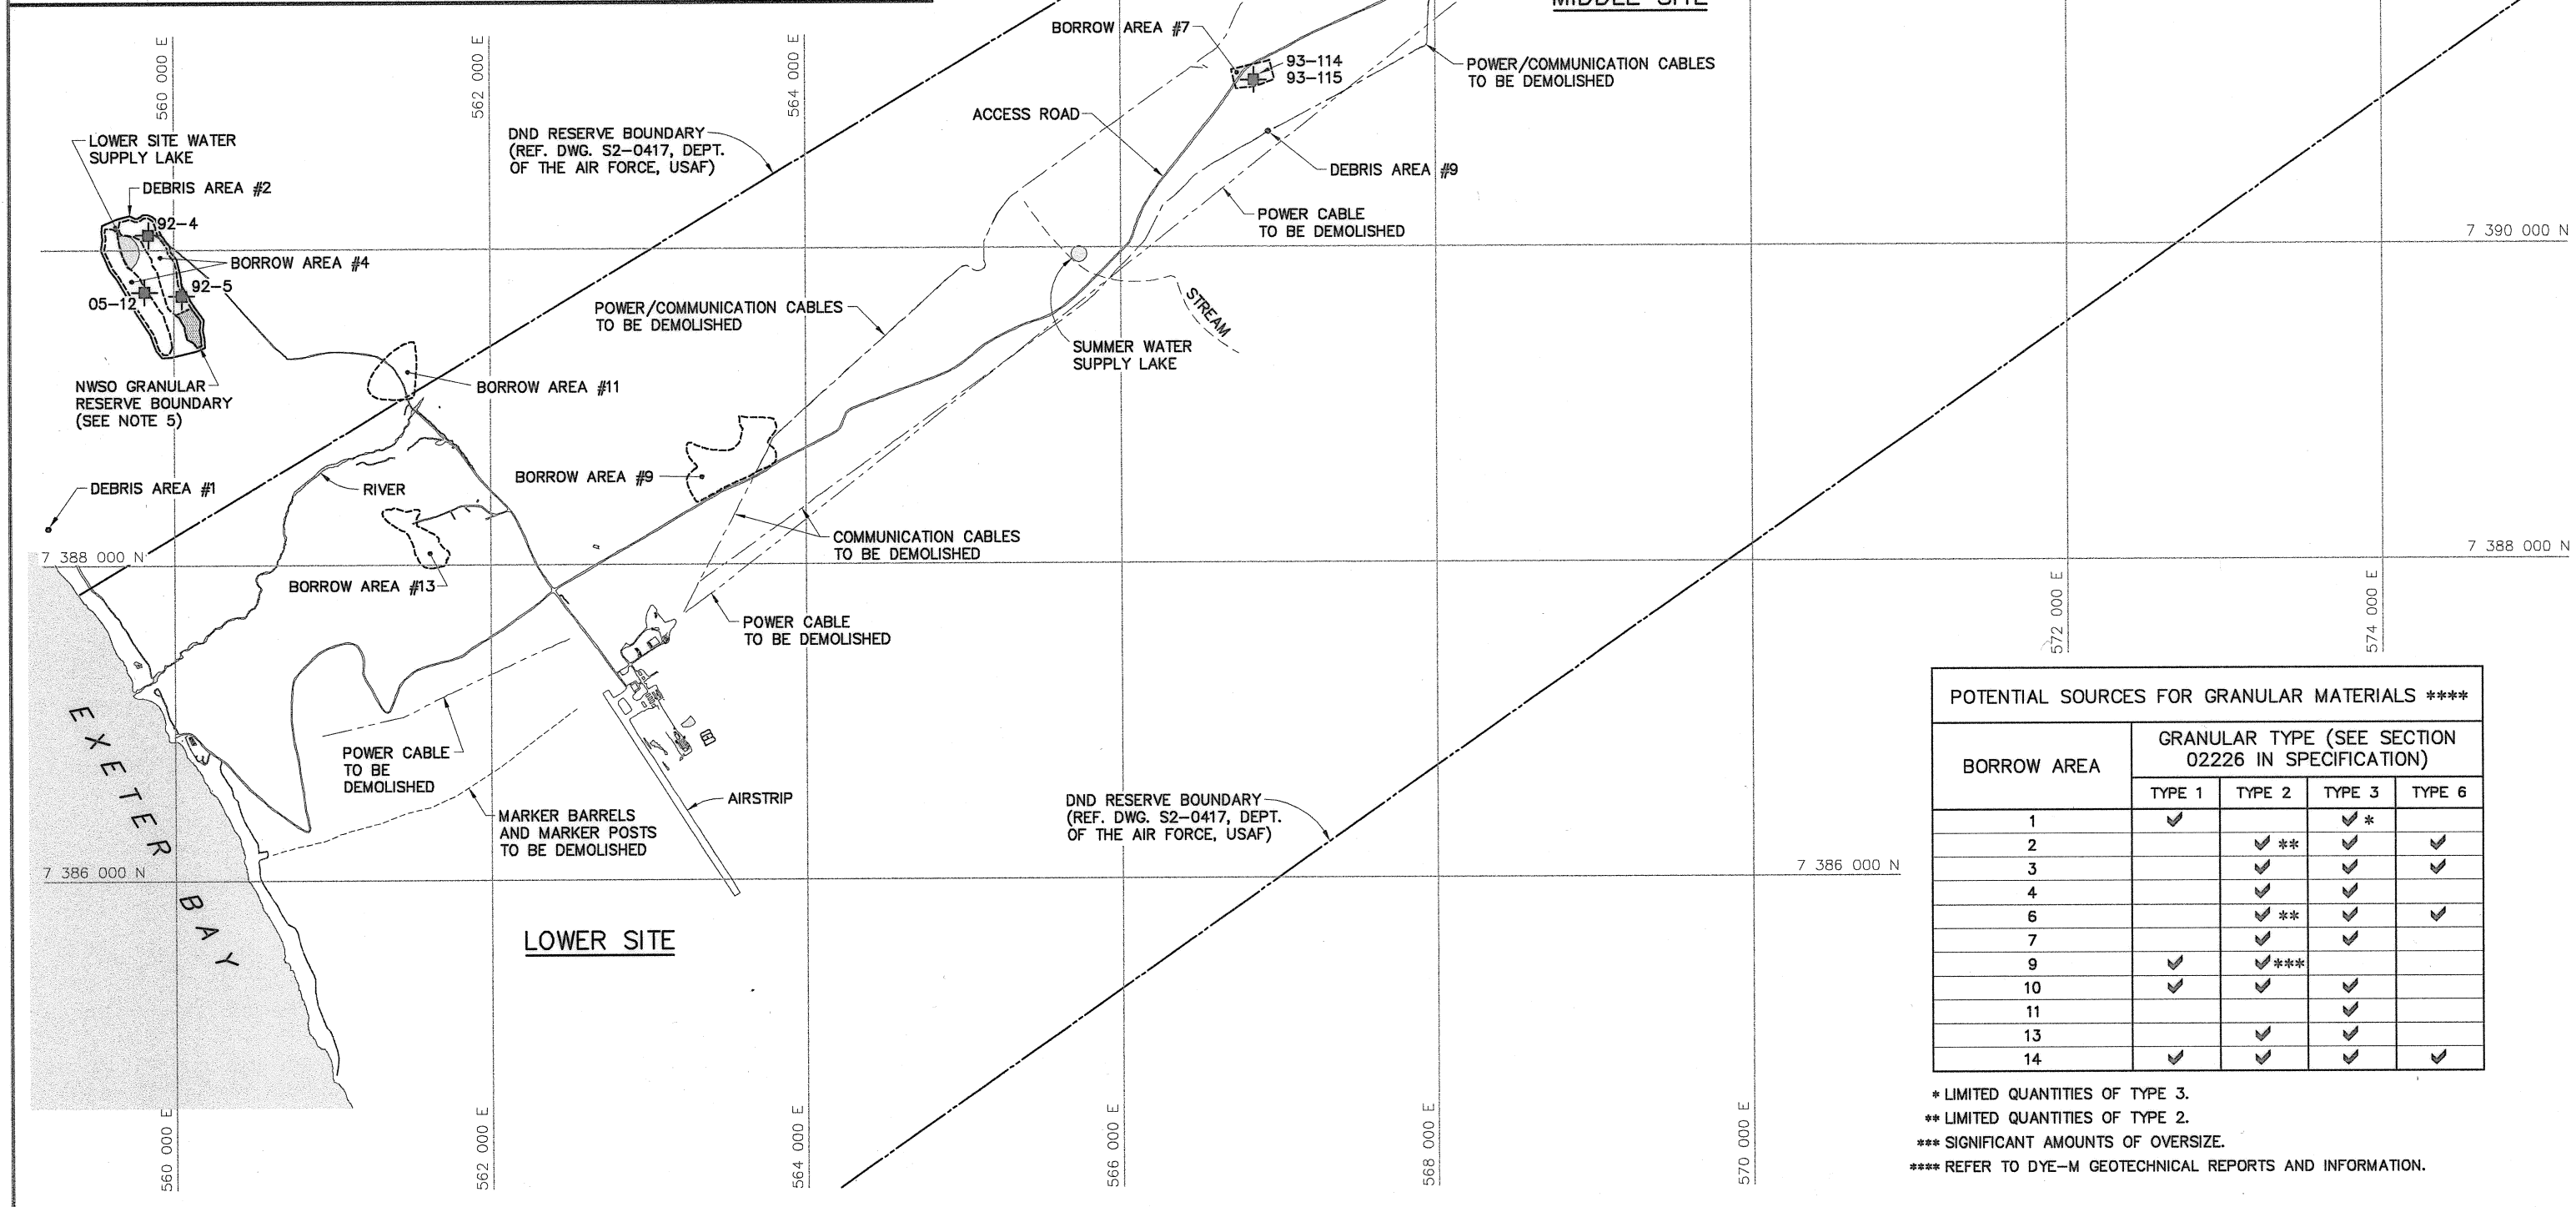 MIDDLE SITE
560 000 E
562 000 E
564 000 E
BORROW AREA #7
93-114
93-115
POWER/COMMUNICATION CABLES
TO BE DEMOLISHED
ACCESS ROAD
LOWER SITE WATER
SUPPLY LAKE
DND RESERVE BOUNDARY
(REF. DWG. S2-0417, DEPT.
OF THE AIR FORCE, USAF)
DEBRIS AREA #9
DEBRIS AREA #2
92-4
POWER CABLE
TO BE DEMOLISHED
7 390 000 N
BORROW AREA #4
92-5
05-12
POWER/COMMUNICATION CABLES
TO BE DEMOLISHED
STREAM
SUMMER WATER
SUPPLY LAKE
NWSO GRANULAR
RESERVE BOUNDARY
(SEE NOTE 5)
BORROW AREA #11
BORROW AREA #9
DEBRIS AREA #1
RIVER
COMMUNICATION CABLES
TO BE DEMOLISHED
7 388 000 N
7 388 000 N
BORROW AREA #13
572 000 E
574 000 E
POWER CABLE
TO BE DEMOLISHED
EXETER BAY
POWER CABLE
TO BE
DEMOLISHED
AIRSTRIP
MARKER BARRELS
AND MARKER POSTS
TO BE DEMOLISHED
DND RESERVE BOUNDARY
(REF. DWG. S2-0417, DEPT.
OF THE AIR FORCE, USAF)
7 386 000 N
7 386 000 N
LOWER SITE
560 000 E
562 000 E
564 000 E
566 000 E
568 000 E
570 000 E
POTENTIAL SOURCES FOR GRANULAR MATERIALS ****
BORROW AREA
GRANULAR TYPE (SEE SECTION
02226 IN SPECIFICATION)
TYPE 1 TYPE 2 TYPE 3 TYPE 6
1 ✓ ✓ *
2 ✓ ** ✓ ✓
3 ✓ ✓ ✓
4 ✓ ✓
6 ✓ ** ✓ ✓
7 ✓ ✓
9 ✓ ✓ ***
10 ✓ ✓ ✓
11 ✓
13 ✓ ✓
14 ✓ ✓ ✓ ✓
* LIMITED QUANTITIES OF TYPE 3.
** LIMITED QUANTITIES OF TYPE 2.
*** SIGNIFICANT AMOUNTS OF OVERSIZE.
**** REFER TO DYE-M GEOTECHNICAL REPORTS AND INFORMATION.